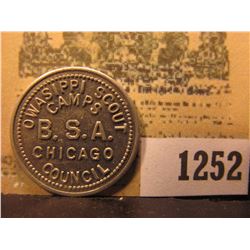 OWASIPPI SCOUT
CAMPS
B.S.A.
CHICAGO
COUNCIL
1252